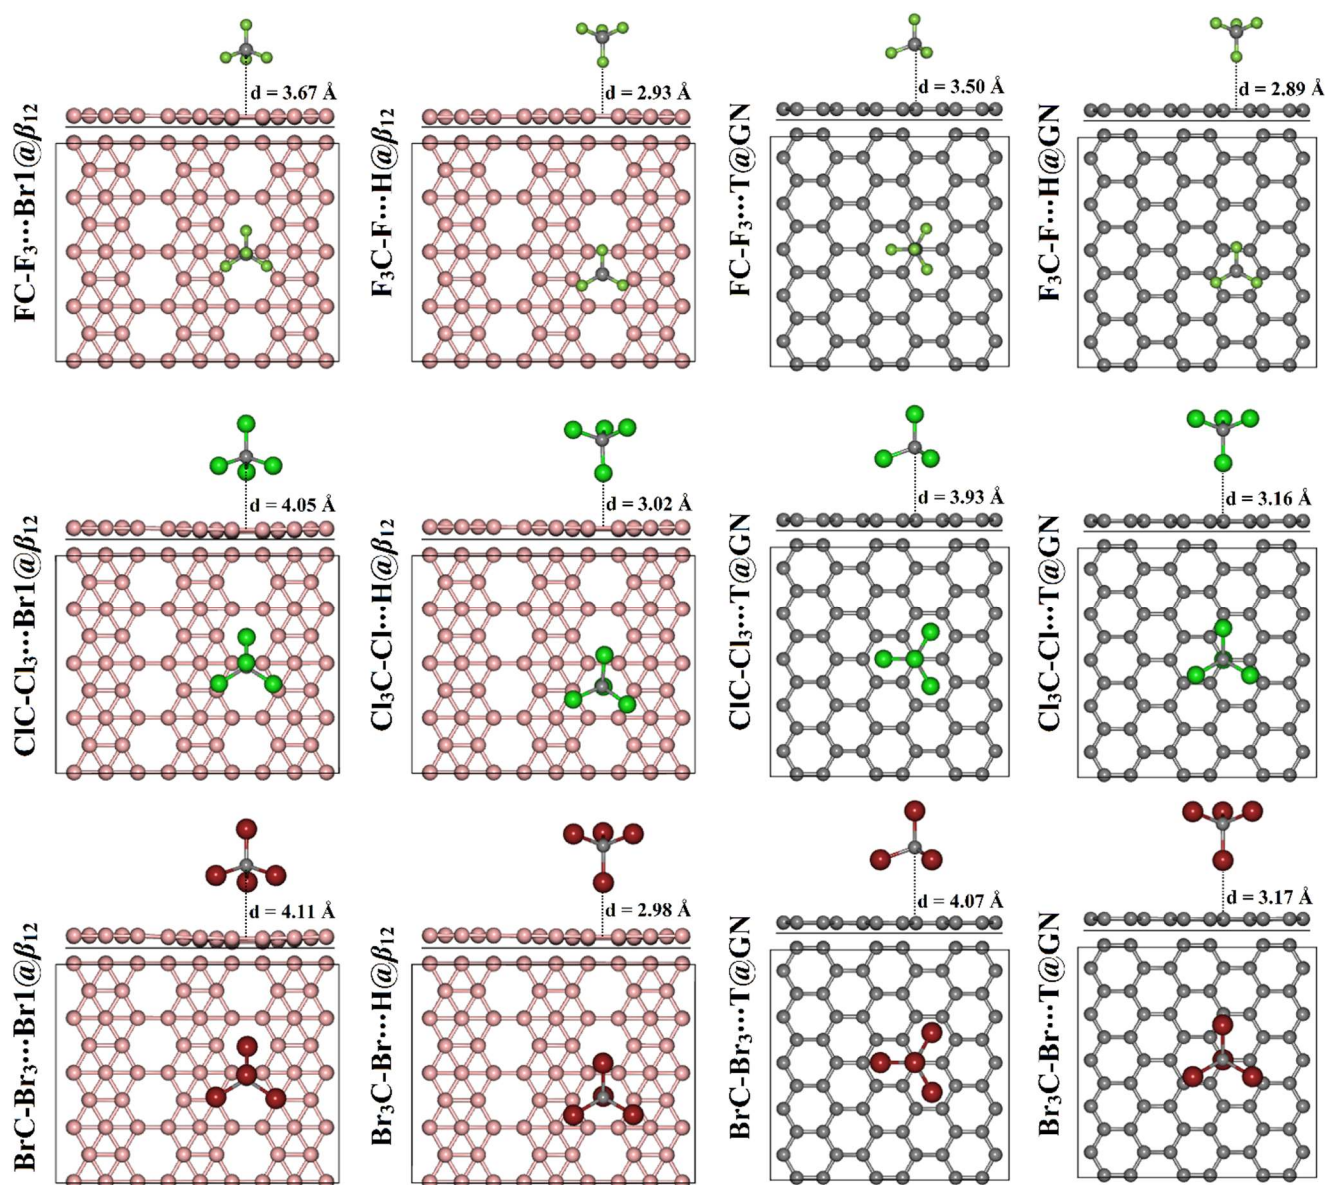 FC-F₃···Br1@β₁₂
d = 3.67 Å
F₃C-F···H@β₁₂
d = 2.93 Å
FC-F₃···T@GN
d = 3.50 Å
F₃C-F···H@GN
d = 2.89 Å
ClC-Cl₃···Br1@β₁₂
d = 4.05 Å
Cl₃C-Cl···H@β₁₂
d = 3.02 Å
ClC-Cl₃···T@GN
d = 3.93 Å
Cl₃C-Cl···T@GN
d = 3.16 Å
BrC-Br₃···Br1@β₁₂
d = 4.11 Å
Br₃C-Br···H@β₁₂
d = 2.98 Å
BrC-Br₃···T@GN
d = 4.07 Å
Br₃C-Br···T@GN
d = 3.17 Å